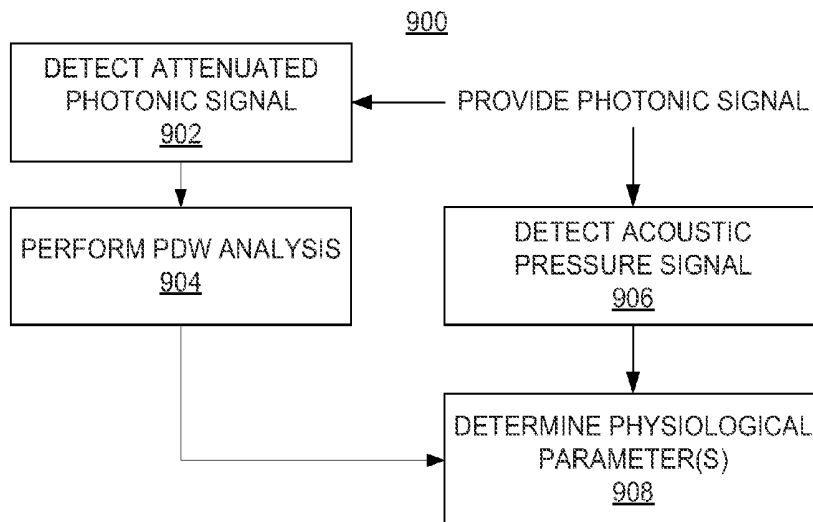 900
DETECT ATTENUATED
PHOTONIC SIGNAL
902
PROVIDE PHOTONIC SIGNAL
PERFORM PDW ANALYSIS
904
DETECT ACOUSTIC
PRESSURE SIGNAL
906
DETERMINE PHYSIOLOGICAL
PARAMETER(S)
908